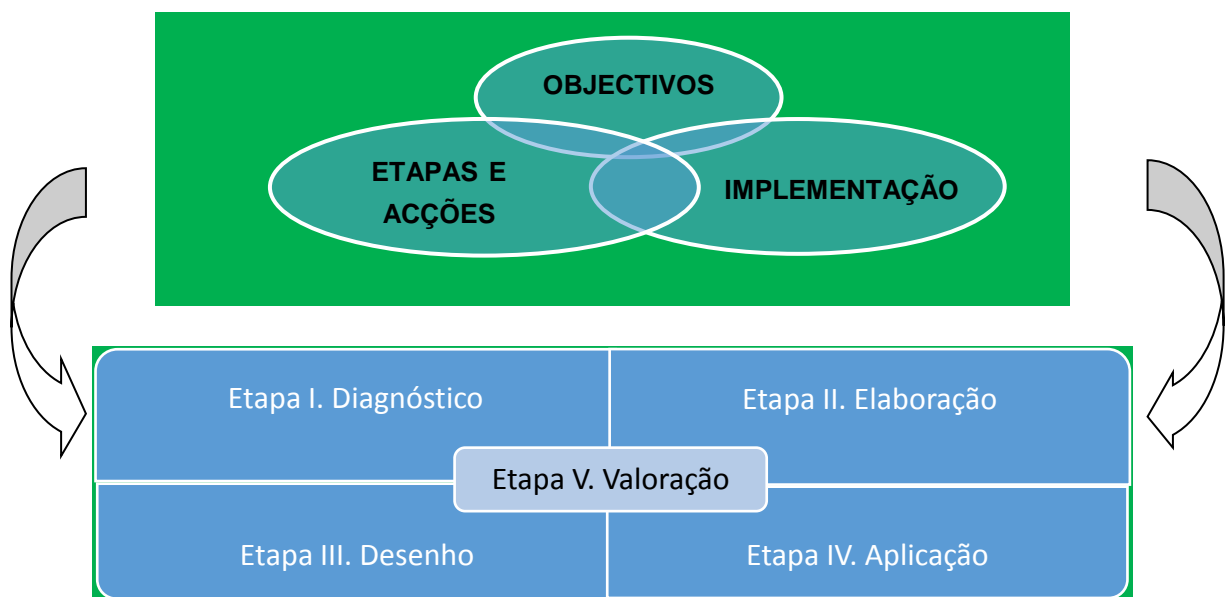 OBJECTIVOS
ETAPAS E
ACÇÕES
IMPLEMENTAÇÃO
Etapa I. Diagnóstico
Etapa II. Elaboração
Etapa V. Valoração
Etapa III. Desenho
Etapa IV. Aplicação